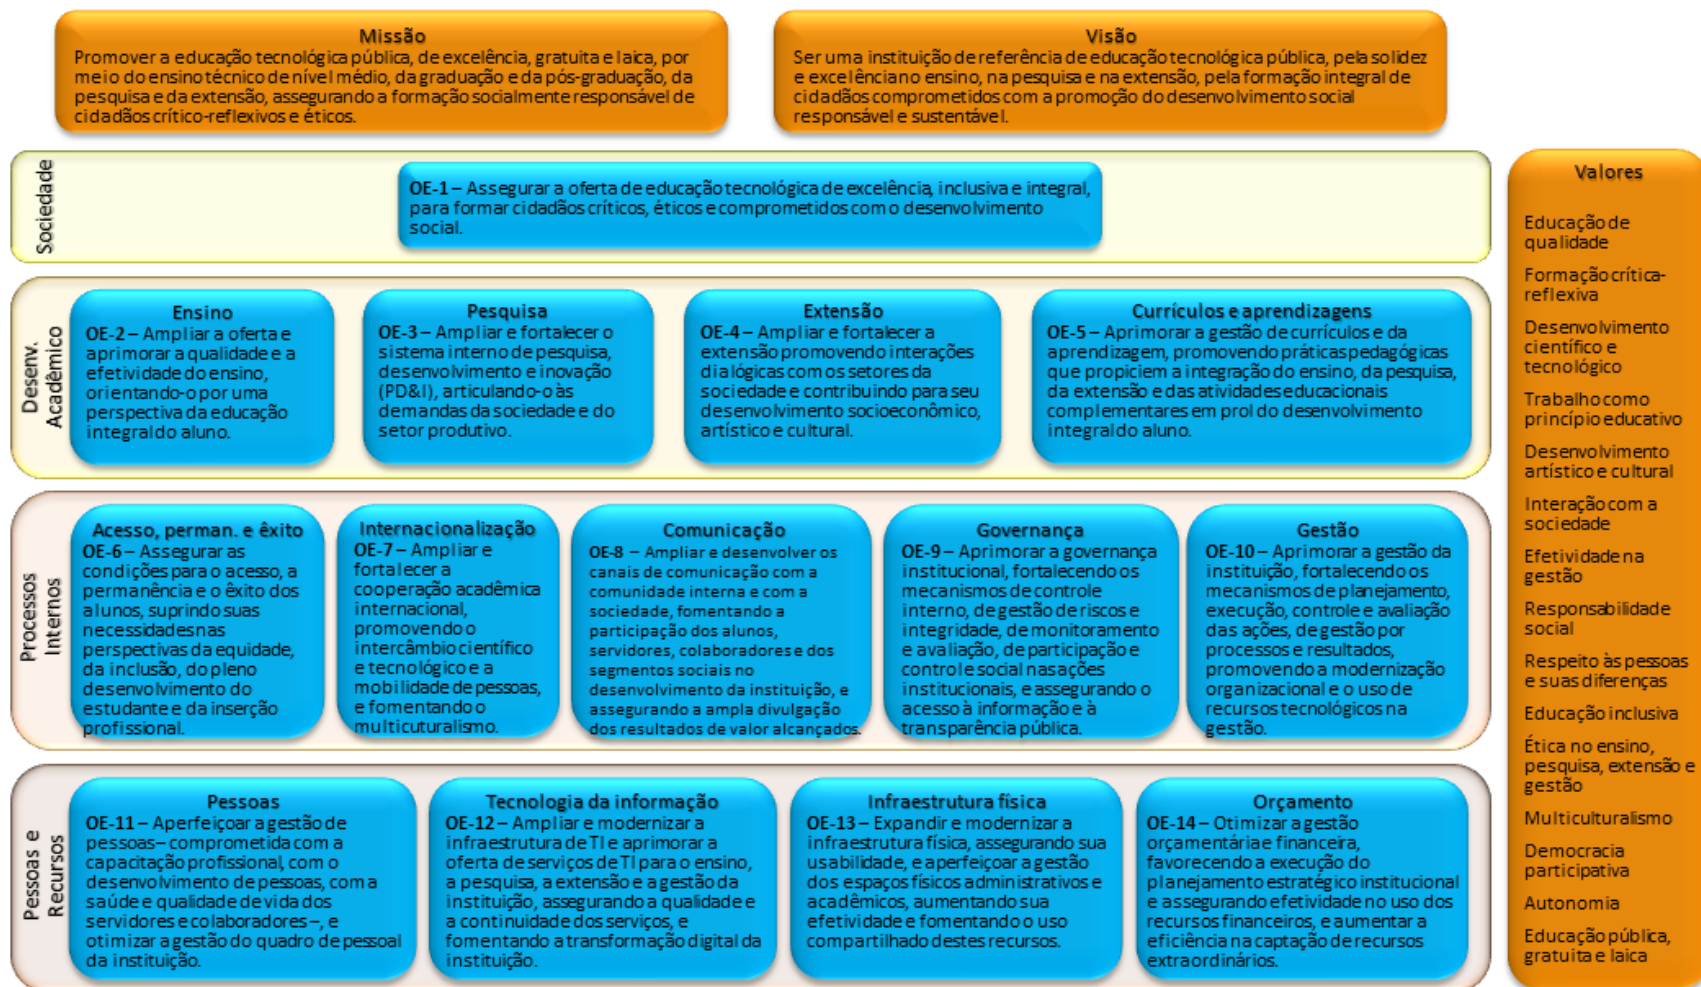 Missão
Promover a educação tecnológica pública, de excelência, gratuita e laica, por
meio do ensino técnico de nível médio, da graduação e da pós-graduação, da
pesquisa e da extensão, assegurando a formação socialmente responsável de
cidadãos crítico-reflexivos e éticos.
Visão
Ser uma instituição de referência de educação tecnológica pública, pela solidez
e excelência no ensino, na pesquisa e na extensão, pela formação integral de
cidadãos comprometidos com a promoção do desenvolvimento social
responsável e sustentável.
Sociedade
OE-1 – Assegurar a oferta de educação tecnológica de excelência, inclusiva e integral,
para formar cidadãos críticos, éticos e comprometidos com o desenvolvimento
social.
Desenv.
Acadêmico
Ensino
OE-2 – Ampliar a oferta e
aprimorar a qualidade e a
efetividade do ensino,
orientando-o por uma
perspectiva da educação
integral do aluno.
Pesquisa
OE-3 – Ampliar e fortalecer o
sistema interno de pesquisa,
desenvolvimento e inovação
(PD&I), articulando-o às
demandas da sociedade e do
setor produtivo.
Extensão
OE-4 – Ampliar e fortalecer a
extensão promovendo interações
dialógicas com os setores da
sociedade e contribuindo para seu
desenvolvimento socioeconômico,
artístico e cultural.
Currículos e aprendizagens
OE-5 – Aprimorar a gestão de currículos e da
aprendizagem, promovendo práticas pedagógicas
que propiciem a integração do ensino, da pesquisa,
da extensão e das atividades educacionais
complementares em prol do desenvolvimento
integral do aluno.
Processos
Internos
Acesso, perman. e êxito
OE-6 – Assegurar as
condições para o acesso, a
permanência e o êxito dos
alunos, suprindo suas
necessidades nas
perspectivas da equidade,
da inclusão, do pleno
desenvolvimento do
estudante e da inserção
profissional.
Internacionalização
OE-7 – Ampliar e
fortalecer a
cooperação acadêmica
internacional,
promovendo o
intercâmbio científico
e tecnológico e a
mobilidade de pessoas,
e fomentando o
multicuturalismo.
Comunicação
OE-8 – Ampliar e desenvolver os
canais de comunicação com a
comunidade interna e com a
sociedade, fomentando a
participação dos alunos,
servidores, colaboradores e dos
segmentos sociais no
desenvolvimento da instituição, e
assegurando a ampla divulgação
dos resultados de valor alcançados.
Governança
OE-9 – Aprimorar a governança
institucional, fortalecendo os
mecanismos de controle
interno, de gestão de riscos e
integridade, de monitoramento
e avaliação, de participação e
controle social nas ações
institucionais, e assegurando o
acesso à informação e à
transparência pública.
Gestão
OE-10 – Aprimorar a gestão da
instituição, fortalecendo os
mecanismos de planejamento,
execução, controle e avaliação
das ações, de gestão por
processos e resultados,
promovendo a modernização
organizacional e o uso de
recursos tecnológicos na
gestão.
Pessoas e
Recursos
Pessoas
OE-11 – Aperfeiçoar a gestão de
pessoas– comprometida com a
capacitação profissional, com o
desenvolvimento de pessoas, com a
saúde e qualidade de vida dos
servidores e colaboradores–, e
otimizar a gestão do quadro de pessoal
da instituição.
Tecnologia da informação
OE-12 – Ampliar e modernizar a
infraestrutura de TI e aprimorar a
oferta de serviços de TI para o ensino,
a pesquisa, a extensão e a gestão da
instituição, assegurando a qualidade e
a continuidade dos serviços, e
fomentando a transformação digital da
instituição.
Infraestrutura física
OE-13 – Expandir e modernizar a
infraestrutura física, assegurando sua
usabilidade, e aperfeiçoar a gestão
dos espaços físicos administrativos e
acadêmicos, aumentando sua
efetividade e fomentando o uso
compartilhado destes recursos.
Orçamento
OE-14 – Otimizar a gestão
orçamentária e financeira,
favorecendo a execução do
planejamento estratégico institucional
e assegurando efetividade no uso dos
recursos financeiros, e aumentar a
eficiência na captação de recursos
extraordinários.
Valores
Educação de
qualidade
Formação crítica-
reflexiva
Desenvolvimento
científico e
tecnológico
Trabalho como
princípio educativo
Desenvolvimento
artístico e cultural
Interação com a
sociedade
Efetividade na
gestão
Responsabilidade
social
Respeito às pessoas
e suas diferenças
Educação inclusiva
Ética no ensino,
pesquisa, extensão e
gestão
Multiculturalismo
Democracia
participativa
Autonomia
Educação pública,
gratuita e laica